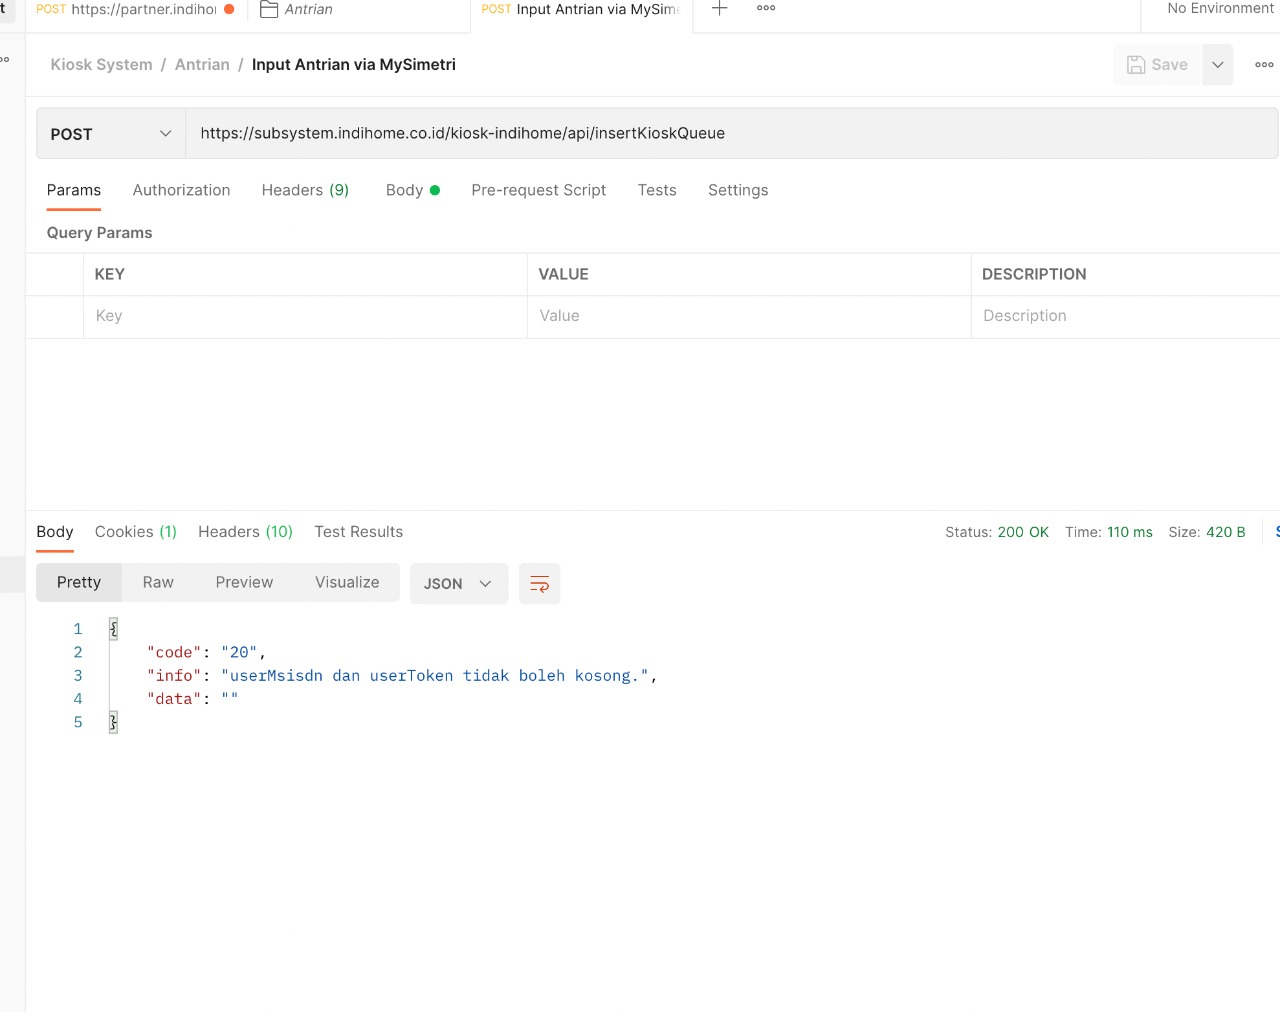 t POST https://partner.indihor Antrian POST Input Antrian via MySime No Environment
Kiosk System / Antrian / Input Antrian via MySimetri Save
POST https://subsystem.indihome.co.id/kiosk-indihome/api/insertKioskQueue
Params Authorization Headers (9) Body Pre-request Script Tests Settings
Query Params
KEY VALUE DESCRIPTION
Key Value Description
Body Cookies (1) Headers (10) Test Results Status: 200 OK Time: 110 ms Size: 420 B
Pretty Raw Preview Visualize JSON
1 {
2 "code": "20",
3 "info": "userMsisdn dan userToken tidak boleh kosong.",
4 "data": ""
5 }